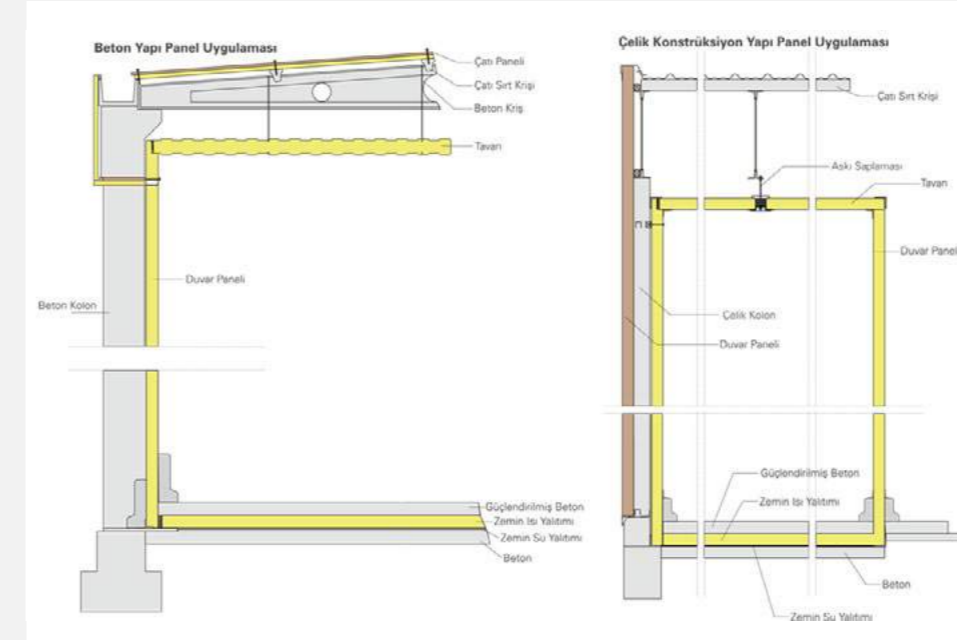 Beton Yapı Panel Uygulaması
Çatı Paneli
Çatı Sırt Krişi
Beton Kriş
Tavan
Duvar Paneli
Beton Kolon
Güçlendirilmiş Beton
Zemin Isı Yalıtımı
Zemin Su Yalıtımı
Beton
Çelik Konstrüksiyon Yapı Panel Uygulaması
Çatı Sırt Krişi
Askı Saplaması
Tavan
Duvar Paneli
Çelik Kolon
Duvar Paneli
Güçlendirilmiş Beton
Zemin Isı Yalıtımı
Beton
Zemin Su Yalıtımı